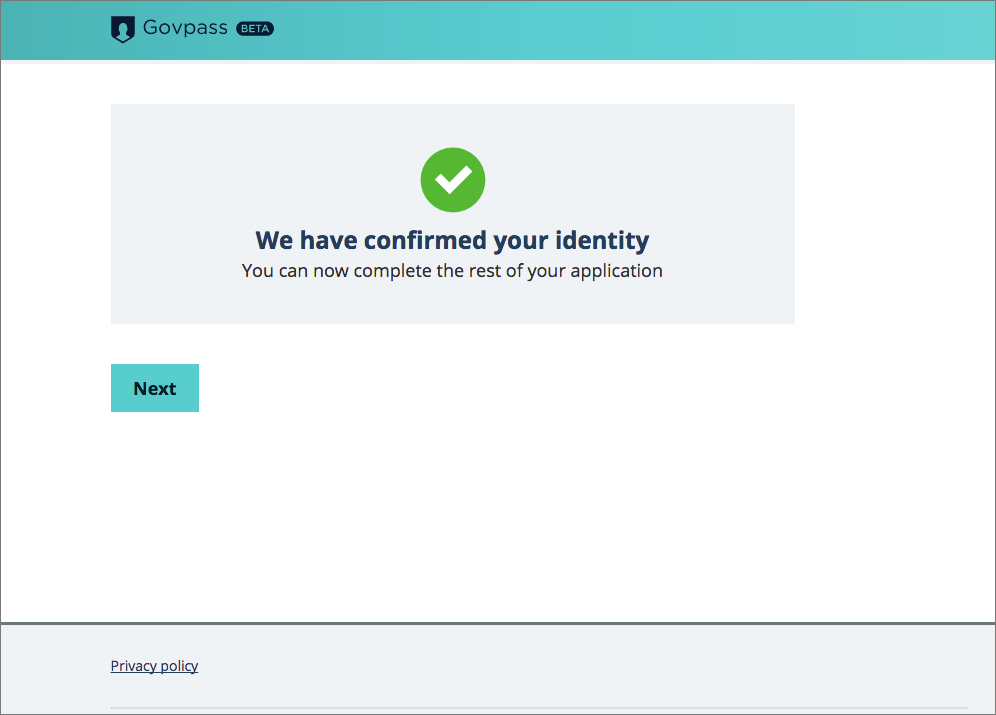 Govpass BETA
We have confirmed your identity
You can now complete the rest of your application
Next
Privacy policy